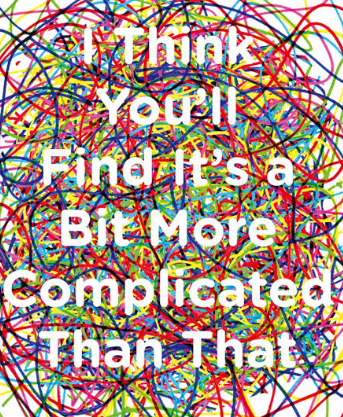 I Think
You'll
Find It's a
Bit More
Complicated
Than That